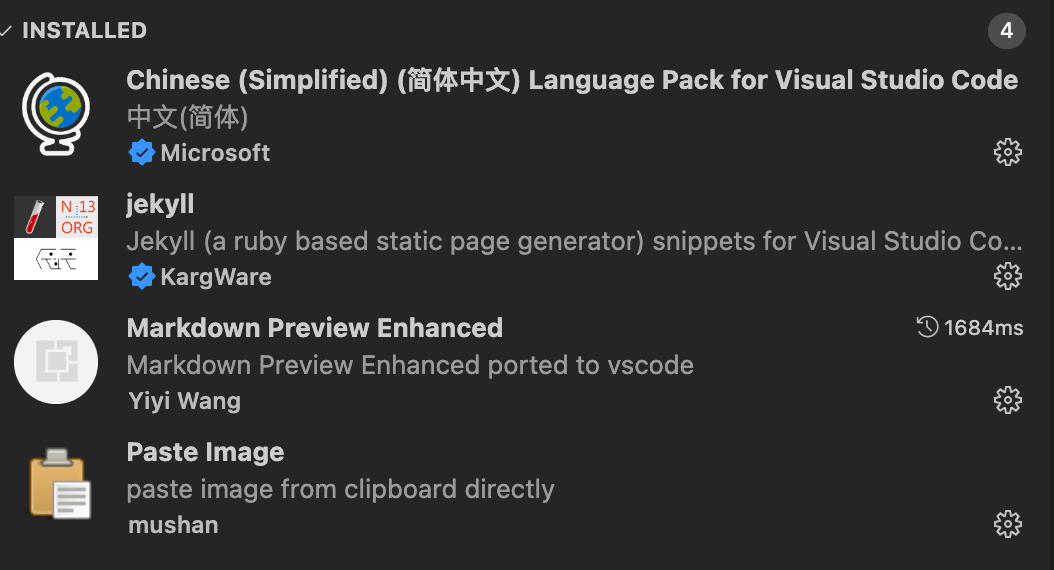 INSTALLED
4
Chinese (Simplified) (简体中文) Language Pack for Visual Studio Code
中文(简体)
Microsoft
N 13
ORG
jekyll
Jekyll (a ruby based static page generator) snippets for Visual Studio Co...
KargWare
Markdown Preview Enhanced
1684ms
Markdown Preview Enhanced ported to vscode
Yiyi Wang
Paste Image
paste image from clipboard directly
mushan